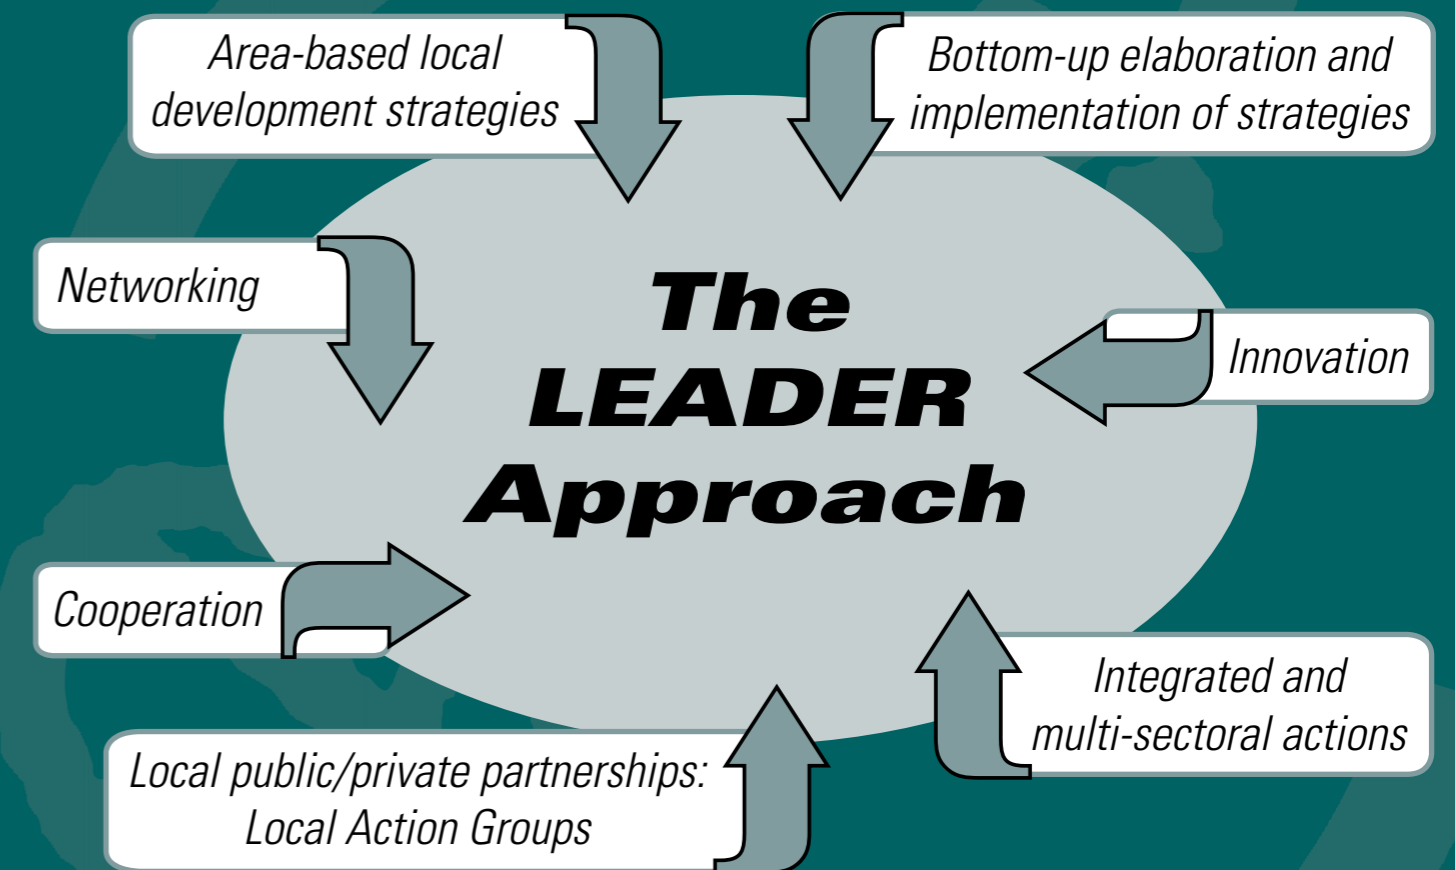 Area-based local
development strategies
Bottom-up elaboration and
implementation of strategies
Networking
The
LEADER
Approach
Innovation
Cooperation
Integrated and
multi-sectoral actions
Local public/private partnerships:
Local Action Groups